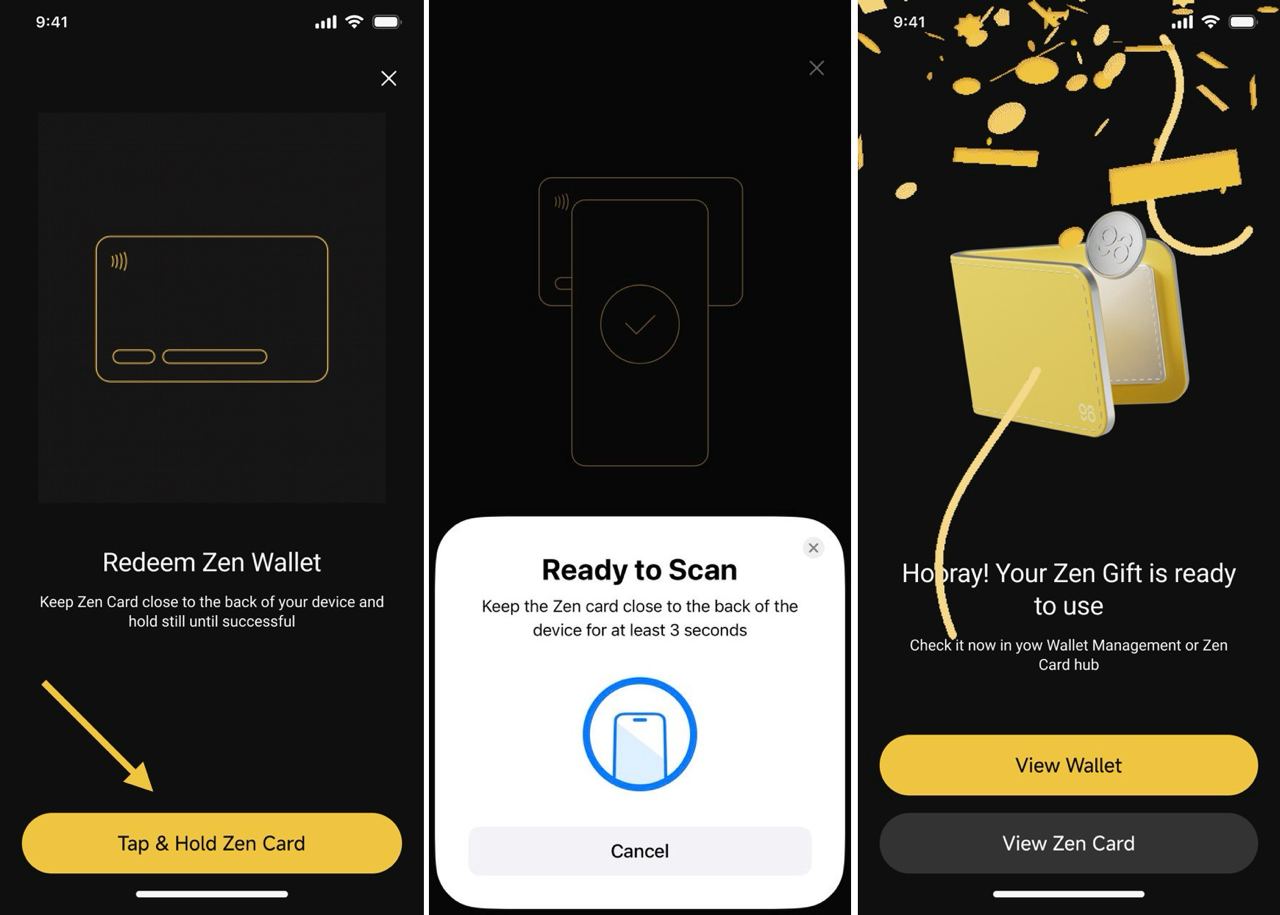 9:41
Redeem Zen Wallet
Keep Zen Card close to the back of your device and
hold still until successful
Tap & Hold Zen Card
Ready to Scan
Keep the Zen card close to the back of the
device for at least 3 seconds
Cancel
9:41
Hooray! Your Zen Gift is ready
to use
Check it now in yow Wallet Management or Zen
Card hub
View Wallet
View Zen Card